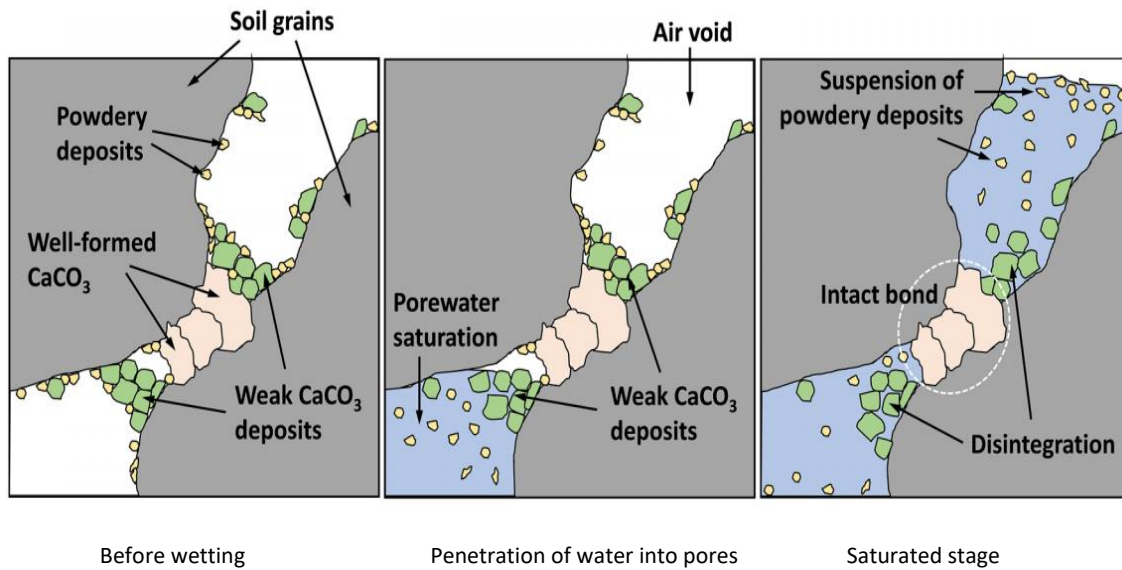 Soil grains
Powdery
deposits
Well-formed
CaCO₃
Weak CaCO₃
deposits
Air void
Porewater
saturation
Weak CaCO₃
deposits
Suspension of
powdery deposits
Intact bond
Disintegration
Before wetting
Penetration of water into pores
Saturated stage